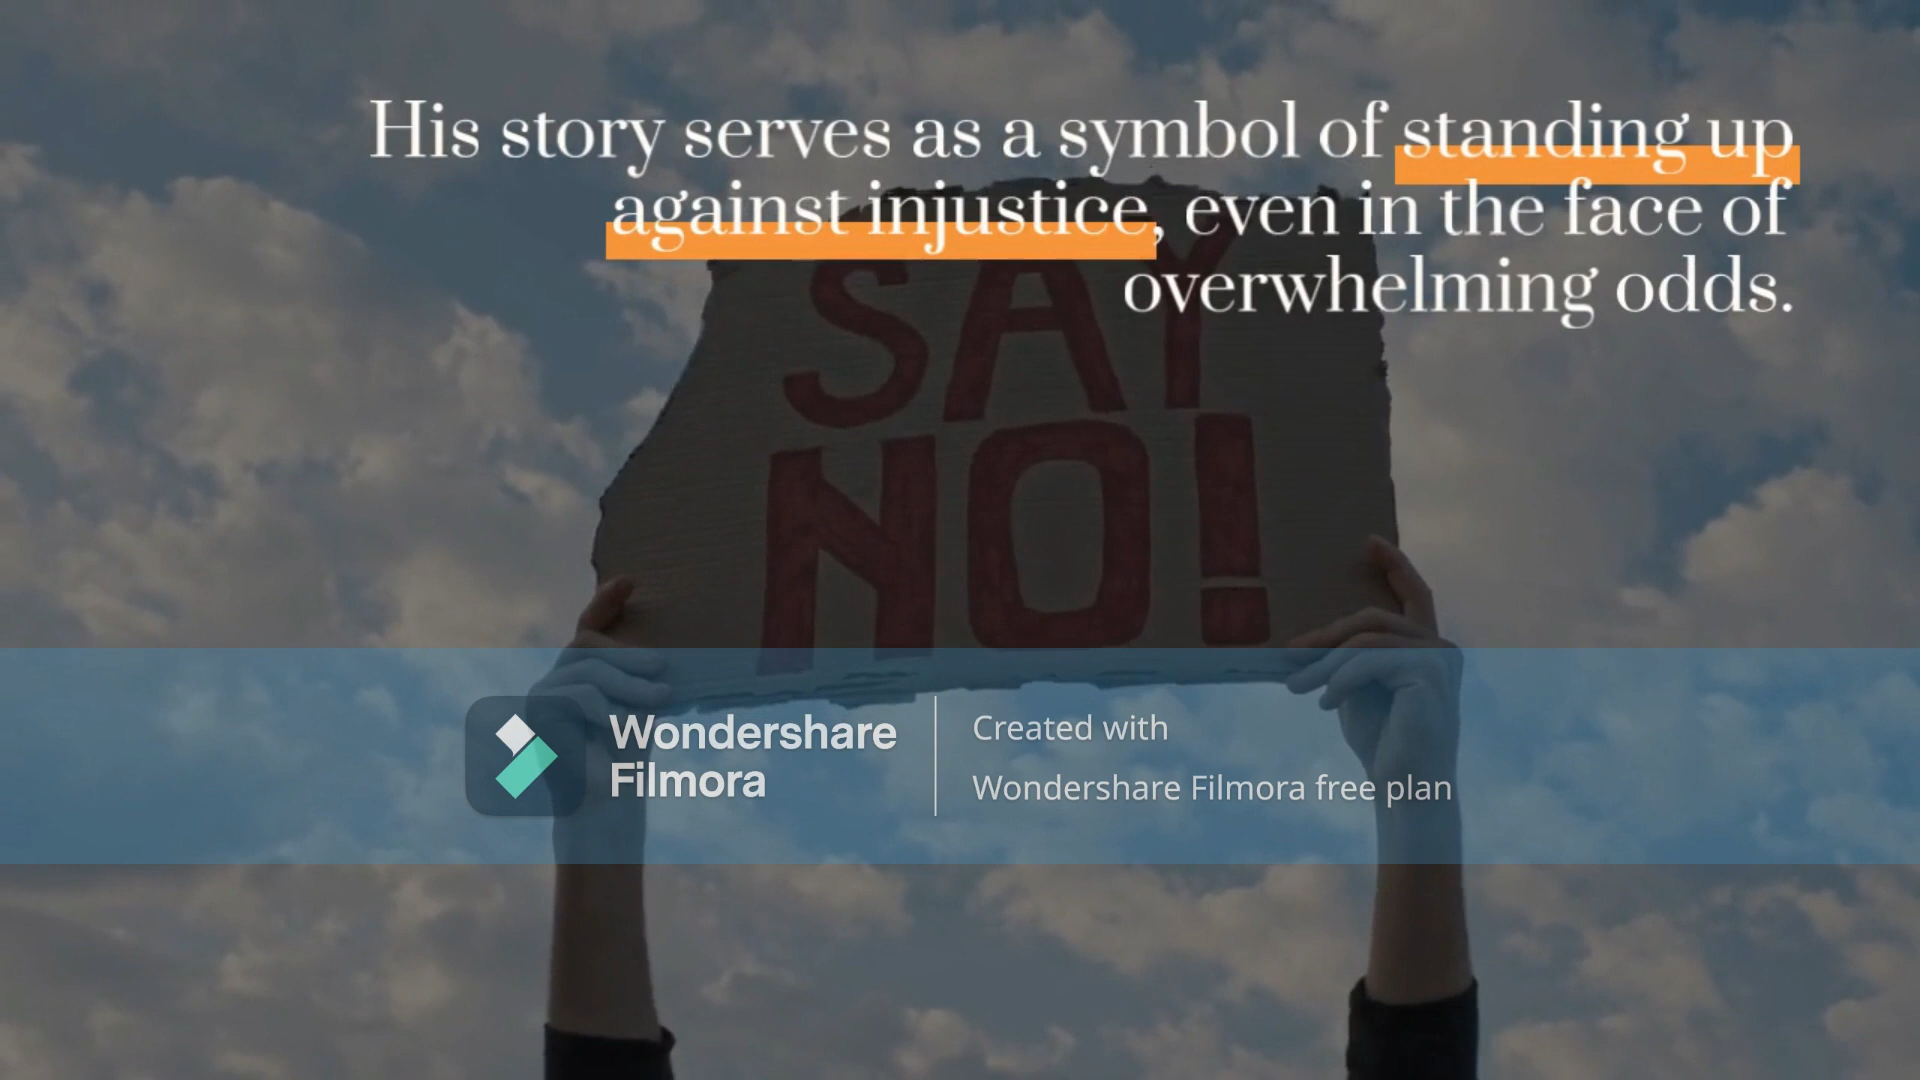 His story serves as a symbol of standing up
against injustice, even in the face of
overwhelming odds.
SAY
NO!
Wondershare
Filmora
Created with
Wondershare Filmora free plan